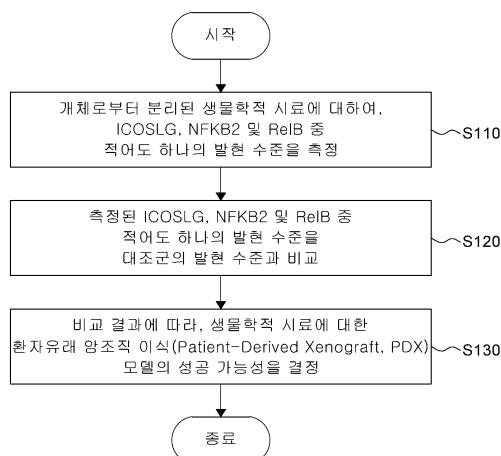 시작
개체로부터 분리된 생물학적 시료에 대하여,
ICOSLG, NFKB2 및 RelB 중
적어도 하나의 발현 수준을 측정
S110
측정된 ICOSLG, NFKB2 및 RelB 중
적어도 하나의 발현 수준을
대조군의 발현 수준과 비교
S120
비교 결과에 따라, 생물학적 시료에 대한
환자유래 암조직 이식(Patient-Derived Xenograft, PDX)
모델의 성공 가능성을 결정
S130
종료